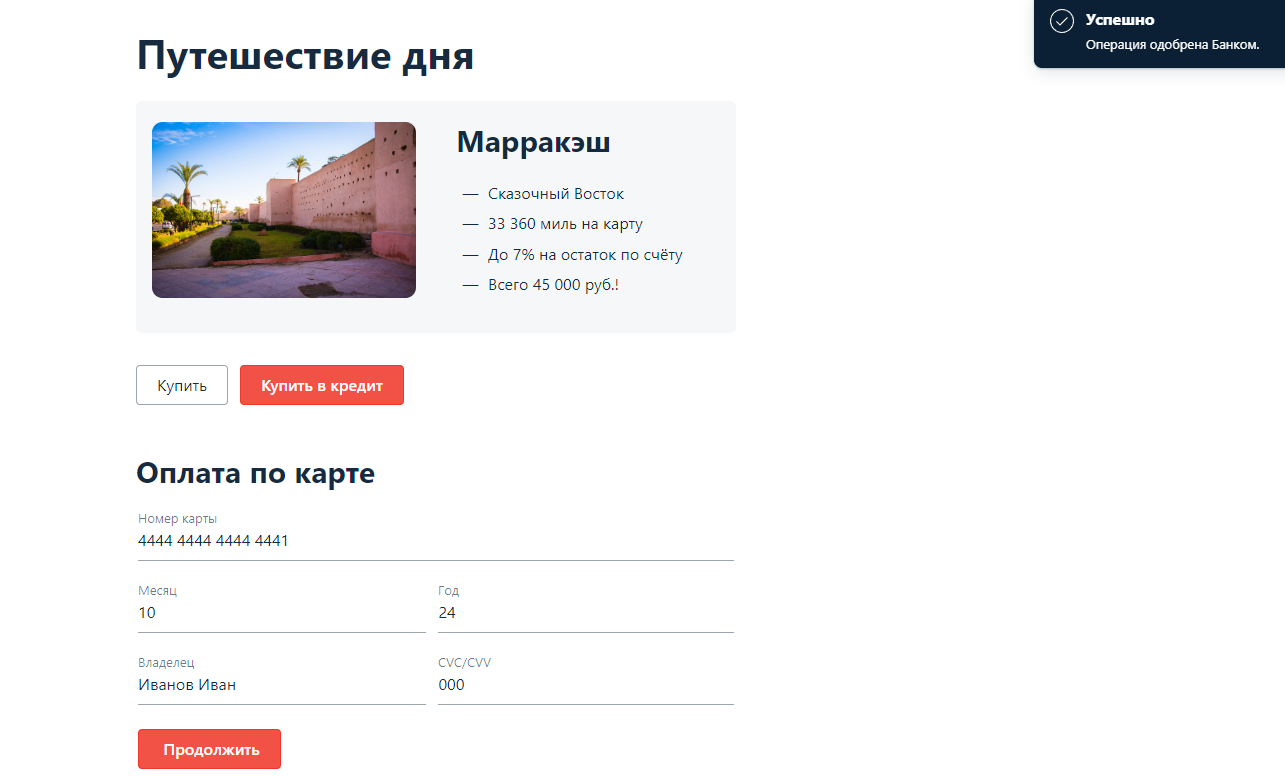 Успешно
Операция одобрена Банком.
Путешествие дня
Марракэш
— Сказочный Восток
— 33 360 миль на карту
— До 7% на остаток по счёту
— Всего 45 000 руб.!
Купить
Купить в кредит
Оплата по карте
Номер карты
4444 4444 4444 4441
Месяц
Год
10
24
Владелец
CVC/CVV
Иванов Иван
000
Продолжить